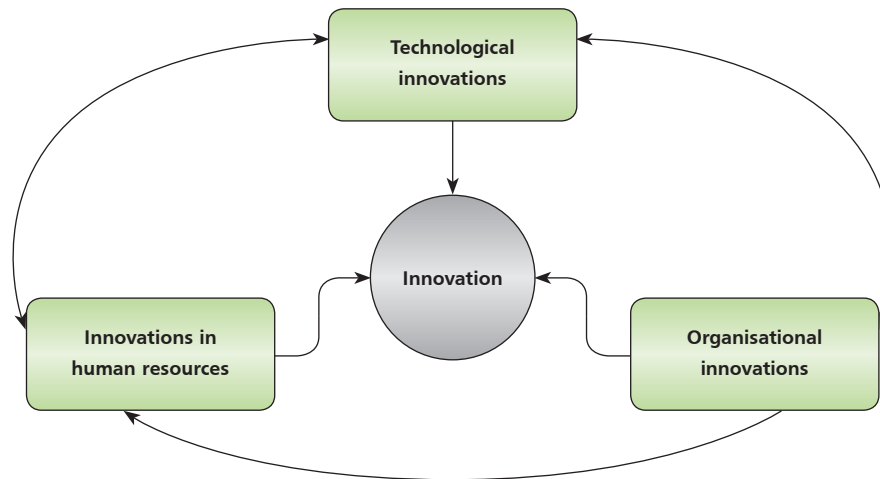 Technological
innovations
Innovation
Innovations in
human resources
Organisational
innovations